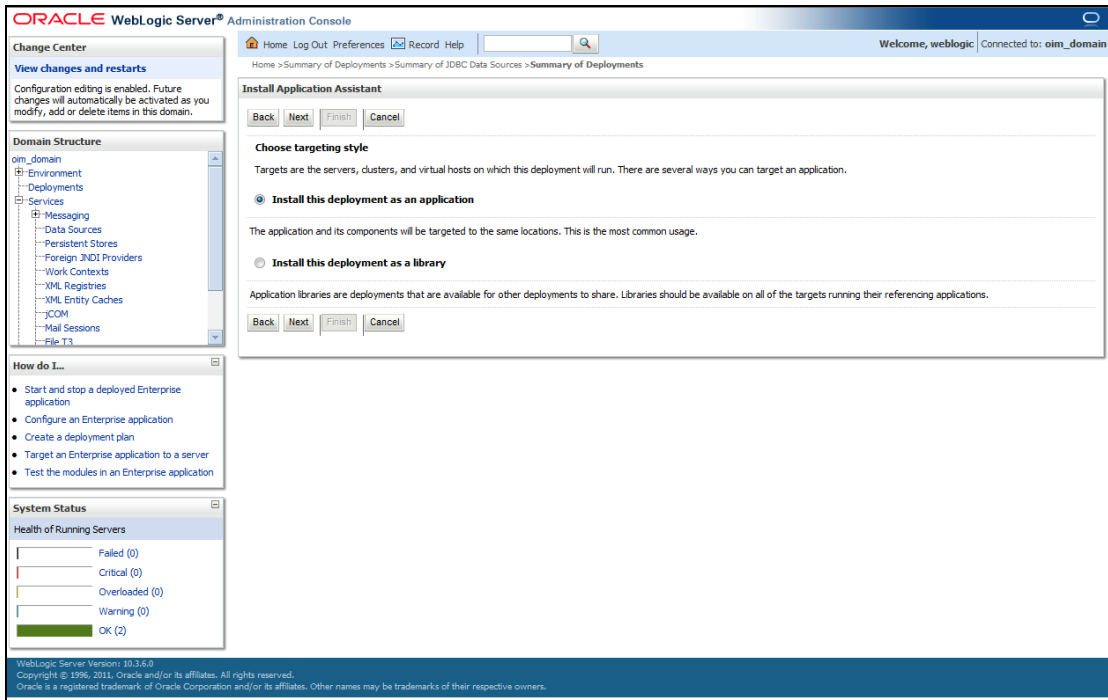 ORACLE WebLogic Server® Administration Console
Change Center
View changes and restarts
Configuration editing is enabled. Future
changes will automatically be activated as you
modify, add or delete items in this domain.
Domain Structure
oim_domain
Environment
Deployments
Services
Messaging
Data Sources
Persistent Stores
Foreign JNDI Providers
Work Contexts
XML Registries
XML Entity Caches
jCOM
Mail Sessions
File T3
How do I...
Start and stop a deployed Enterprise
application
Configure an Enterprise application
Create a deployment plan
Target an Enterprise application to a server
Test the modules in an Enterprise application
System Status
Health of Running Servers
Failed (0)
Critical (0)
Overloaded (0)
Warning (0)
OK (2)
Home Log Out Preferences Record Help
Welcome, weblogic Connected to: oim_domain
Home >Summary of Deployments >Summary of JDBC Data Sources >Summary of Deployments
Install Application Assistant
Back Next Finish Cancel
Choose targeting style
Targets are the servers, clusters, and virtual hosts on which this deployment will run. There are several ways you can target an application.
Install this deployment as an application
The application and its components will be targeted to the same locations. This is the most common usage.
Install this deployment as a library
Application libraries are deployments that are available for other deployments to share. Libraries should be available on all of the targets running their referencing applications.
Back Next Finish Cancel
WebLogic Server Version: 10.3.6.0
Copyright © 1996, 2011, Oracle and/or its affiliates. All rights reserved.
Oracle is a registered trademark of Oracle Corporation and/or its affiliates. Other names may be trademarks of their respective owners.